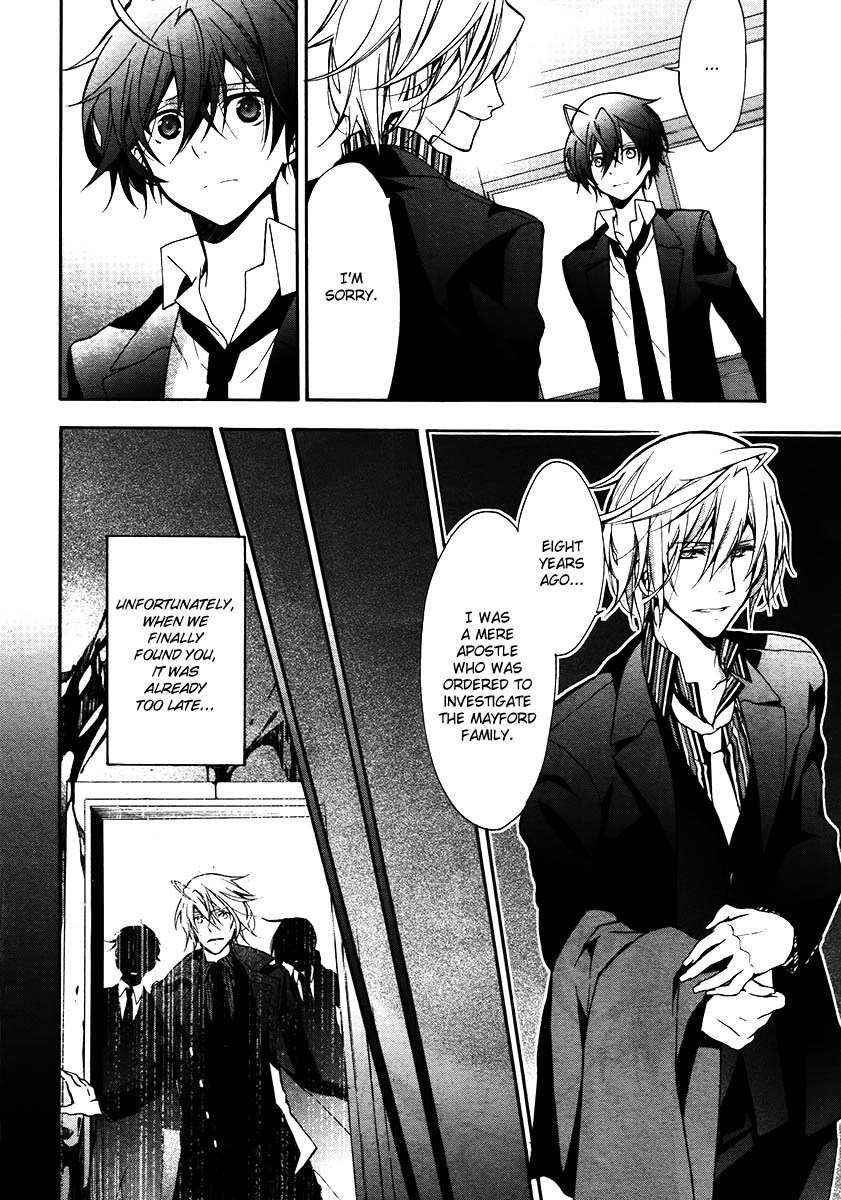 ...
I'M
SORRY.
EIGHT
YEARS
AGO...
I WAS
A MERE
APOSTLE
WHO WAS
ORDERED TO
INVESTIGATE
THE MAYFORD
FAMILY.
UNFORTUNATELY,
WHEN WE
FINALLY
FOUND YOU,
IT WAS
ALREADY
TOO LATE...